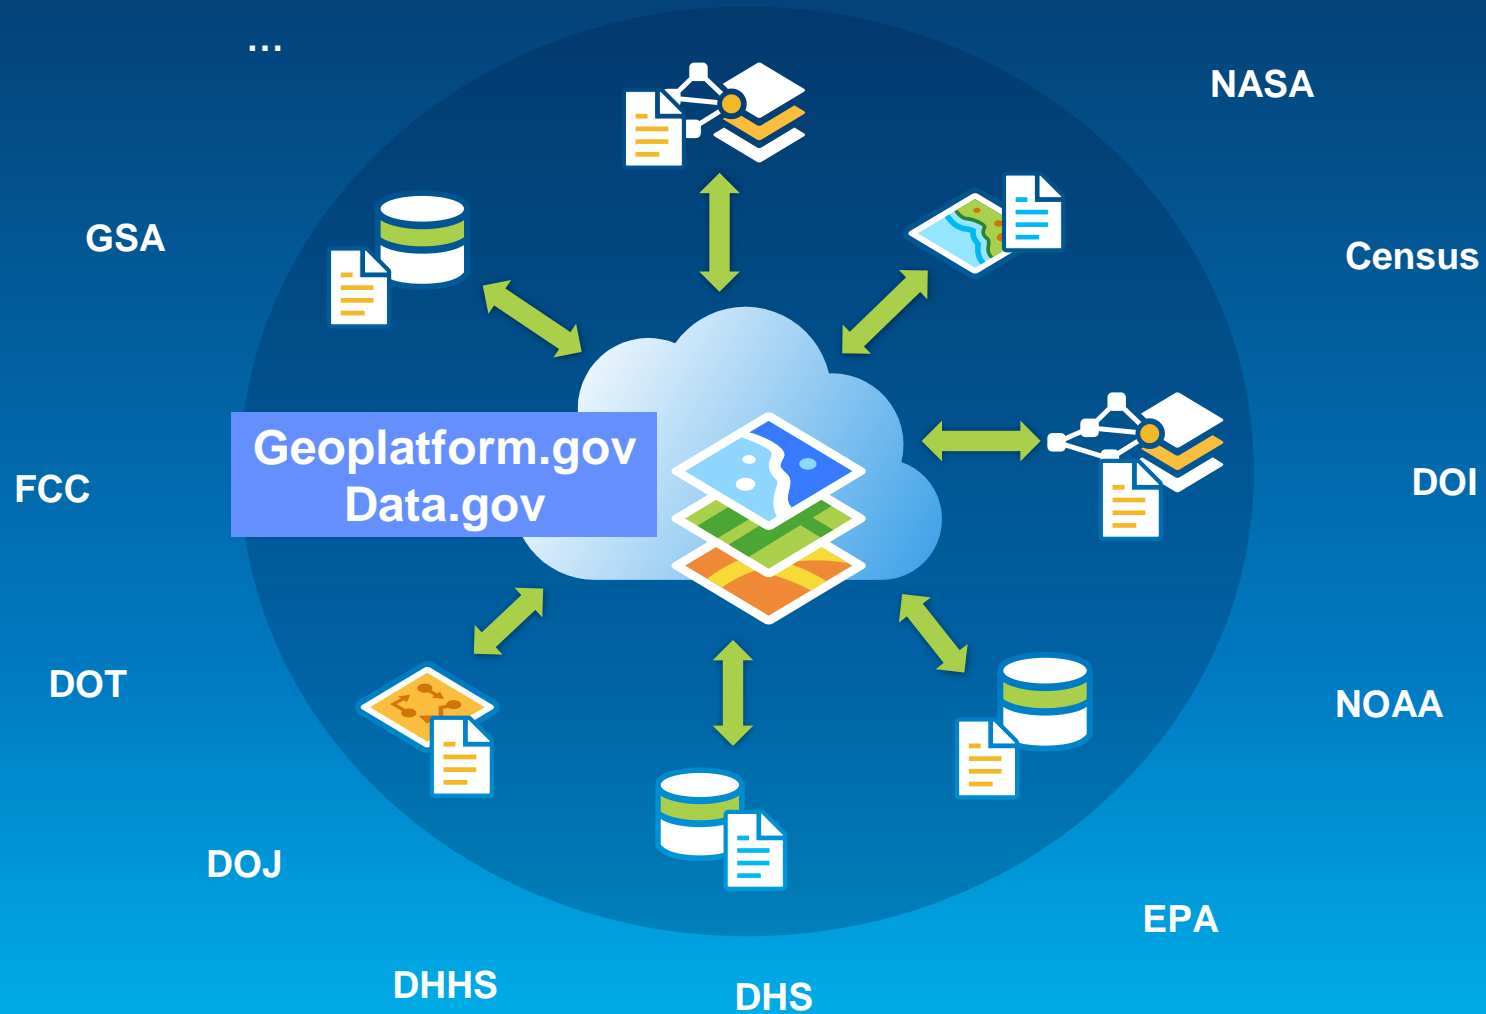 …
NASA
GSA
Census
Geoplatform.gov
Data.gov
FCC
DOI
DOT
NOAA
DOJ
EPA
DHHS
DHS